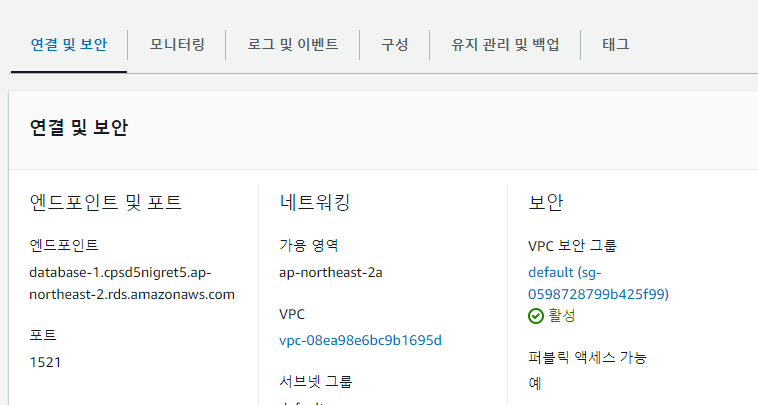 연결 및 보안
모니터링
로그 및 이벤트
구성
유지 관리 및 백업
태그
연결 및 보안
엔드포인트 및 포트
엔드포인트
database-1.cpsd5nigret5.ap-
northeast-2.rds.amazonaws.com
포트
1521
네트워킹
가용 영역
ap-northeast-2a
VPC
vpc-08ea98e6bc9b1695d
서브넷 그룹
보안
VPC 보안 그룹
default (sg-
0598728799b425f99)
활성
퍼블릭 액세스 가능
예